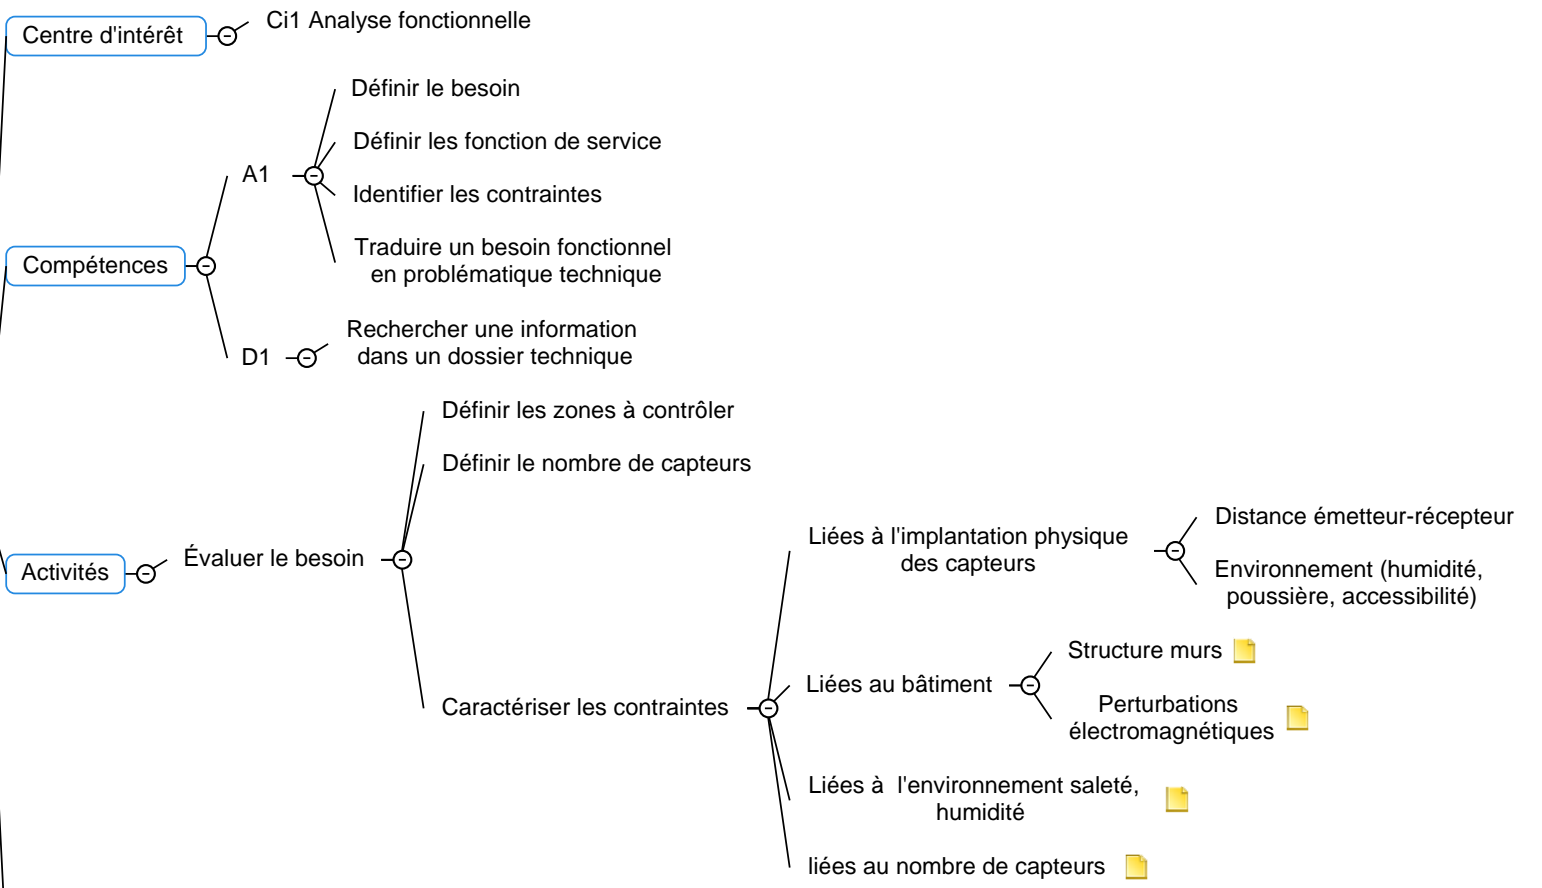 Centre d'intérêt
Ci1 Analyse fonctionnelle
Compétences
A1
Définir le besoin
Définir les fonction de service
Identifier les contraintes
Traduire un besoin fonctionnel
en problématique technique
D1
Rechercher une information
dans un dossier technique
Activités
Évaluer le besoin
Définir les zones à contrôler
Définir le nombre de capteurs
Caractériser les contraintes
Liées à l'implantation physique
des capteurs
Distance émetteur-récepteur
Environnement (humidité,
poussière, accessibilité)
Liées au bâtiment
Structure murs
Perturbations
électromagnétiques
Liées à  l'environnement saleté,
humidité
liées au nombre de capteurs